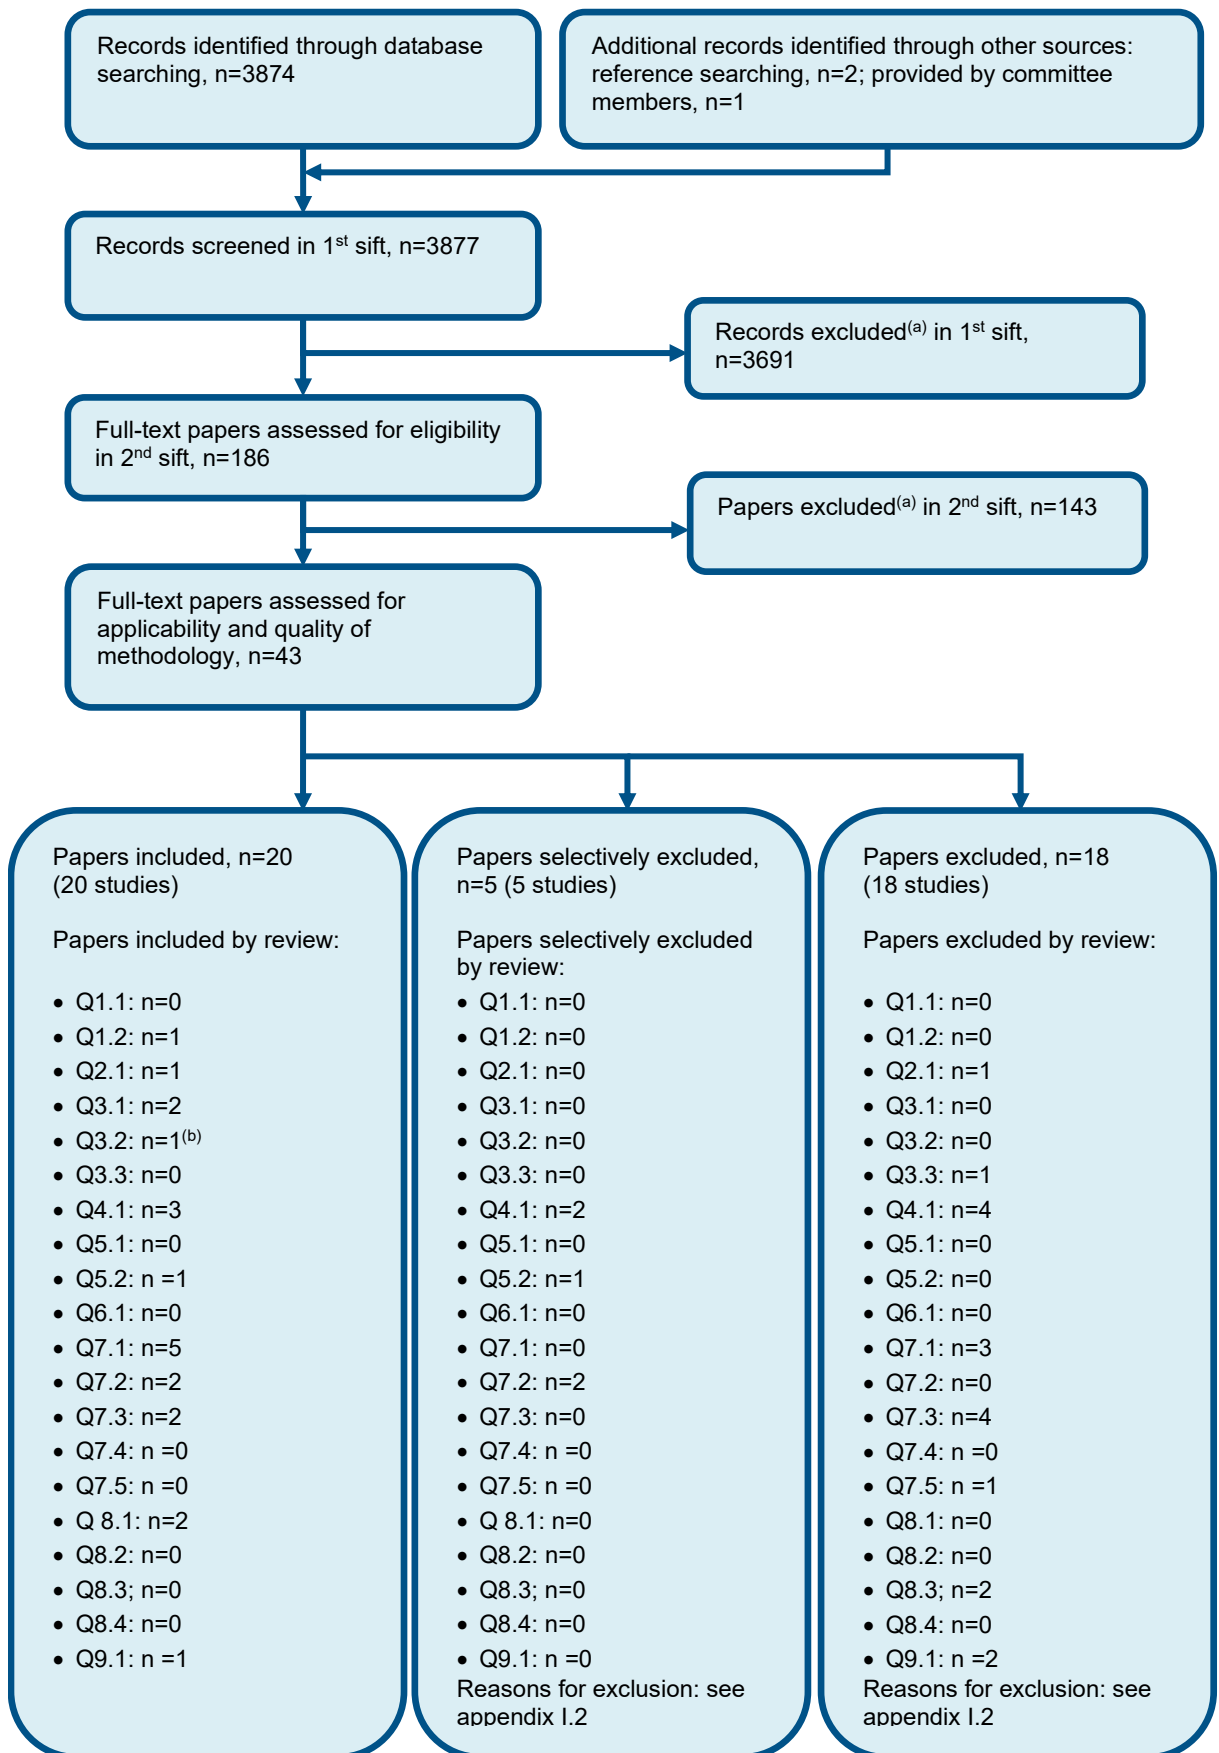 Records identified through database
searching, n=3874
Additional records identified through other sources:
reference searching, n=2; provided by committee
members, n=1
Records screened in 1st sift, n=3877
Records excluded(a) in 1st sift,
n=3691
Full-text papers assessed for eligibility
in 2nd sift, n=186
Papers excluded(a) in 2nd sift, n=143
Full-text papers assessed for
applicability and quality of
methodology, n=43
Papers included, n=20
(20 studies)
Papers included by review:
• Q1.1: n=0
• Q1.2: n=1
• Q2.1: n=1
• Q3.1: n=2
• Q3.2: n=1(b)
• Q3.3: n=0
• Q4.1: n=3
• Q5.1: n=0
• Q5.2: n =1
• Q6.1: n=0
• Q7.1: n=5
• Q7.2: n=2
• Q7.3: n=2
• Q7.4: n =0
• Q7.5: n =0
• Q 8.1: n=2
• Q8.2: n=0
• Q8.3; n=0
• Q8.4: n=0
• Q9.1: n =1
Papers selectively excluded,
n=5 (5 studies)
Papers selectively excluded
by review:
• Q1.1: n=0
• Q1.2: n=0
• Q2.1: n=0
• Q3.1: n=0
• Q3.2: n=0
• Q3.3: n=0
• Q4.1: n=2
• Q5.1: n=0
• Q5.2: n=1
• Q6.1: n=0
• Q7.1: n=0
• Q7.2: n=2
• Q7.3: n=0
• Q7.4: n =0
• Q7.5: n =0
• Q 8.1: n=0
• Q8.2: n=0
• Q8.3; n=0
• Q8.4: n=0
• Q9.1: n =0
Reasons for exclusion: see
appendix I.2
Papers excluded, n=18
(18 studies)
Papers excluded by review:
• Q1.1: n=0
• Q1.2: n=0
• Q2.1: n=1
• Q3.1: n=0
• Q3.2: n=0
• Q3.3: n=1
• Q4.1: n=4
• Q5.1: n=0
• Q5.2: n=0
• Q6.1: n=0
• Q7.1: n=3
• Q7.2: n=0
• Q7.3: n=4
• Q7.4: n =0
• Q7.5: n =1
• Q8.1: n=0
• Q8.2: n=0
• Q8.3; n=2
• Q8.4: n=0
• Q9.1: n =2
Reasons for exclusion: see
appendix I.2